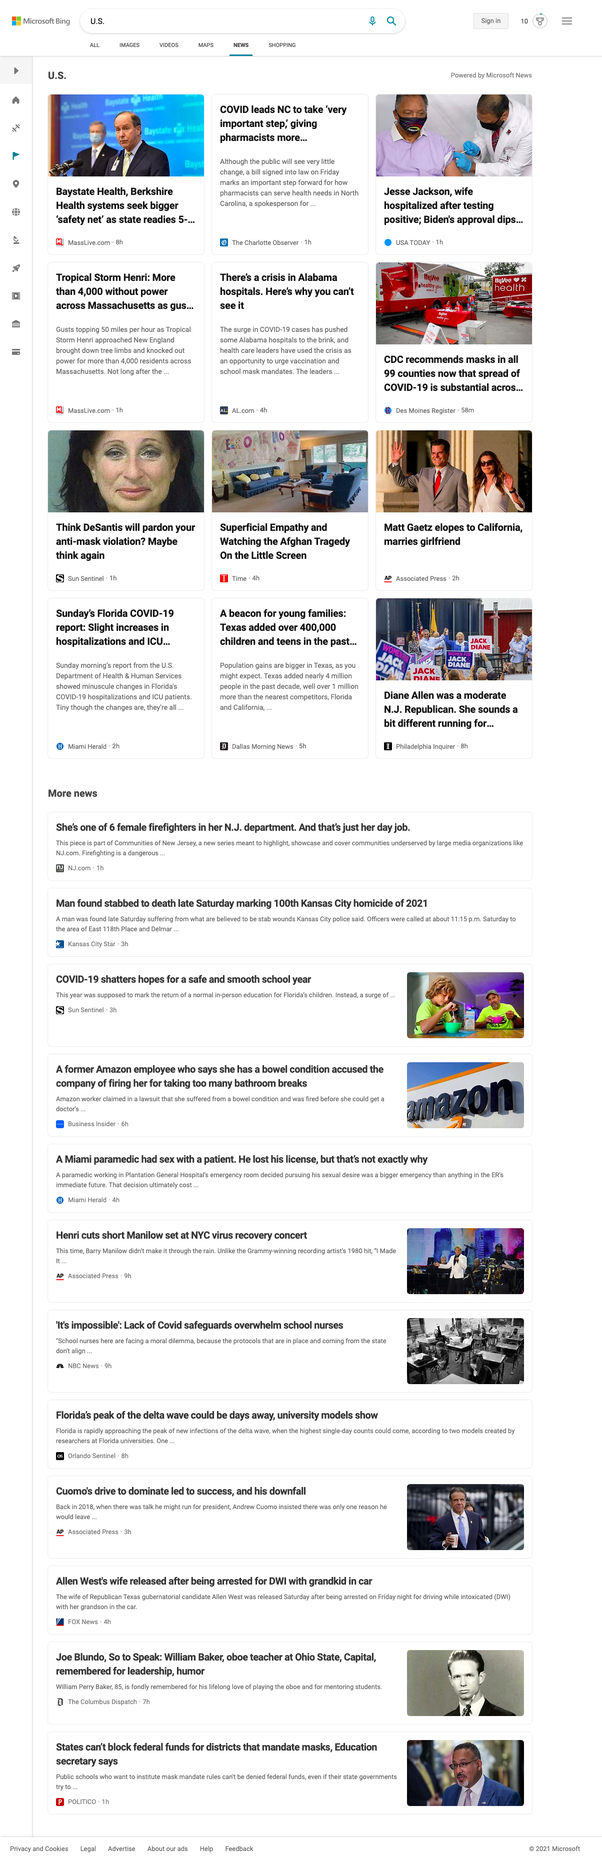 Microsoft Bing
U.S.
Sign in
10
ALL
IMAGES
VIDEOS
MAPS
NEWS
SHOPPING
U.S.
Powered by Microsoft News
Baystate Health, Berkshire
Health systems seek bigger
'safety net' as state readies 5-...
MassLive.com · 8h
COVID leads NC to take 'very
important step,' giving
pharmacists more...
Although the public will see very little
change, a bill signed into law on Friday
marks an important step forward for how
pharmacists can serve health needs in North
Carolina, a spokesperson for ...
The Charlotte Observer · 1h
Jesse Jackson, wife
hospitalized after testing
positive; Biden's approval dips...
USA TODAY · 1h
Tropical Storm Henri: More
than 4,000 without power
across Massachusetts as gus...
Gusts topping 50 miles per hour as Tropical
Storm Henri approached New England
brought down tree limbs and knocked out
power for more than 4,000 residents across
Massachusetts. Not long after the ...
MassLive.com · 1h
There's a crisis in Alabama
hospitals. Here's why you can't
see it
The surge in COVID-19 cases has pushed
some Alabama hospitals to the brink, and
health care leaders have used the crisis as
an opportunity to urge vaccination and
school mask mandates. The leaders ...
AL.com · 4h
HyVee
health
CDC recommends masks in all
99 counties now that spread of
COVID-19 is substantial acros...
Des Moines Register · 58m
Think DeSantis will pardon your
anti-mask violation? Maybe
think again
Sun Sentinel · 1h
Superficial Empathy and
Watching the Afghan Tragedy
On the Little Screen
Time · 4h
Matt Gaetz elopes to California,
marries girlfriend
Associated Press · 2h
Sunday's Florida COVID-19
report: Slight increases in
hospitalizations and ICU...
Sunday morning's report from the U.S.
Department of Health & Human Services
showed minuscule changes in Florida's
COVID-19 hospitalizations and ICU patients.
Tiny though the changes are, they're all ...
Miami Herald · 2h
A beacon for young families:
Texas added over 400,000
children and teens in the past...
Population gains are bigger in Texas, as you
might expect. Texas added nearly 4 million
people in the past decade, well over 1 million
more than the nearest competitors, Florida
and California, ...
Dallas Morning News · 5h
JACK
DIANE
JACK
DIANE
Diane Allen was a moderate
N.J. Republican. She sounds a
bit different running for...
Philadelphia Inquirer · 8h
More news
She's one of 6 female firefighters in her N.J. department. And that's just her day job.
This piece is part of Communities of New Jersey, a new series meant to highlight, showcase and cover communities underserved by large media organizations like
NJ.com. Firefighting is a dangerous ...
NJ.com · 1h
Man found stabbed to death late Saturday marking 100th Kansas City homicide of 2021
A man was found late Saturday suffering from what are believed to be stab wounds Kansas City police said. Officers were called at about 11:15 p.m. Saturday to
the area of East 118th Place and Delmar ...
Kansas City Star · 3h
COVID-19 shatters hopes for a safe and smooth school year
This year was supposed to mark the return of a normal in-person education for Florida's children. Instead, a surge of ...
Sun Sentinel · 3h
A former Amazon employee who says she has a bowel condition accused the
company of firing her for taking too many bathroom breaks
Amazon worker claimed in a lawsuit that she suffered from a bowel condition and was fired before she could get a
doctor's ...
Business Insider · 6h
amazon
A Miami paramedic had sex with a patient. He lost his license, but that's not exactly why
A paramedic working in Plantation General Hospital's emergency room decided pursuing his sexual desire was a bigger emergency than anything in the ER's
immediate future. That decision ultimately cost ...
Miami Herald · 4h
Henri cuts short Manilow set at NYC virus recovery concert
This time, Barry Manilow didn't make it through the rain. Unlike the Grammy-winning recording artist's 1980 hit, "I Made
It ...
Associated Press · 9h
'It's impossible': Lack of Covid safeguards overwhelm school nurses
"School nurses here are facing a moral dilemma, because the protocols that are in place and coming from the state
don't align ...
NBC News · 9h
Florida's peak of the delta wave could be days away, university models show
Florida is rapidly approaching the peak of new infections of the delta wave, when the highest single-day counts could come, according to two models created by
researchers at Florida universities. One ...
Orlando Sentinel · 8h
Cuomo's drive to dominate led to success, and his downfall
Back in 2018, when there was talk he might run for president, Andrew Cuomo insisted there was only one reason he
would leave ...
Associated Press · 3h
Allen West's wife released after being arrested for DWI with grandkid in car
The wife of Republican Texas gubernatorial candidate Allen West was released Saturday after being arrested on Friday night for driving while intoxicated (DWI)
with her grandson in the car.
FOX News · 4h
Joe Blundo, So to Speak: William Baker, oboe teacher at Ohio State, Capital,
remembered for leadership, humor
William Perry Baker, 85, is fondly remembered for his lifelong love of playing the oboe and for mentoring students.
The Columbus Dispatch · 7h
States can't block federal funds for districts that mandate masks, Education
secretary says
Public schools who want to institute mask mandate rules can't be denied federal funds, even if their state governments
try to ...
POLITICO · 1h
Privacy and Cookies
Legal
Advertise
About our ads
Help
Feedback
© 2021 Microsoft